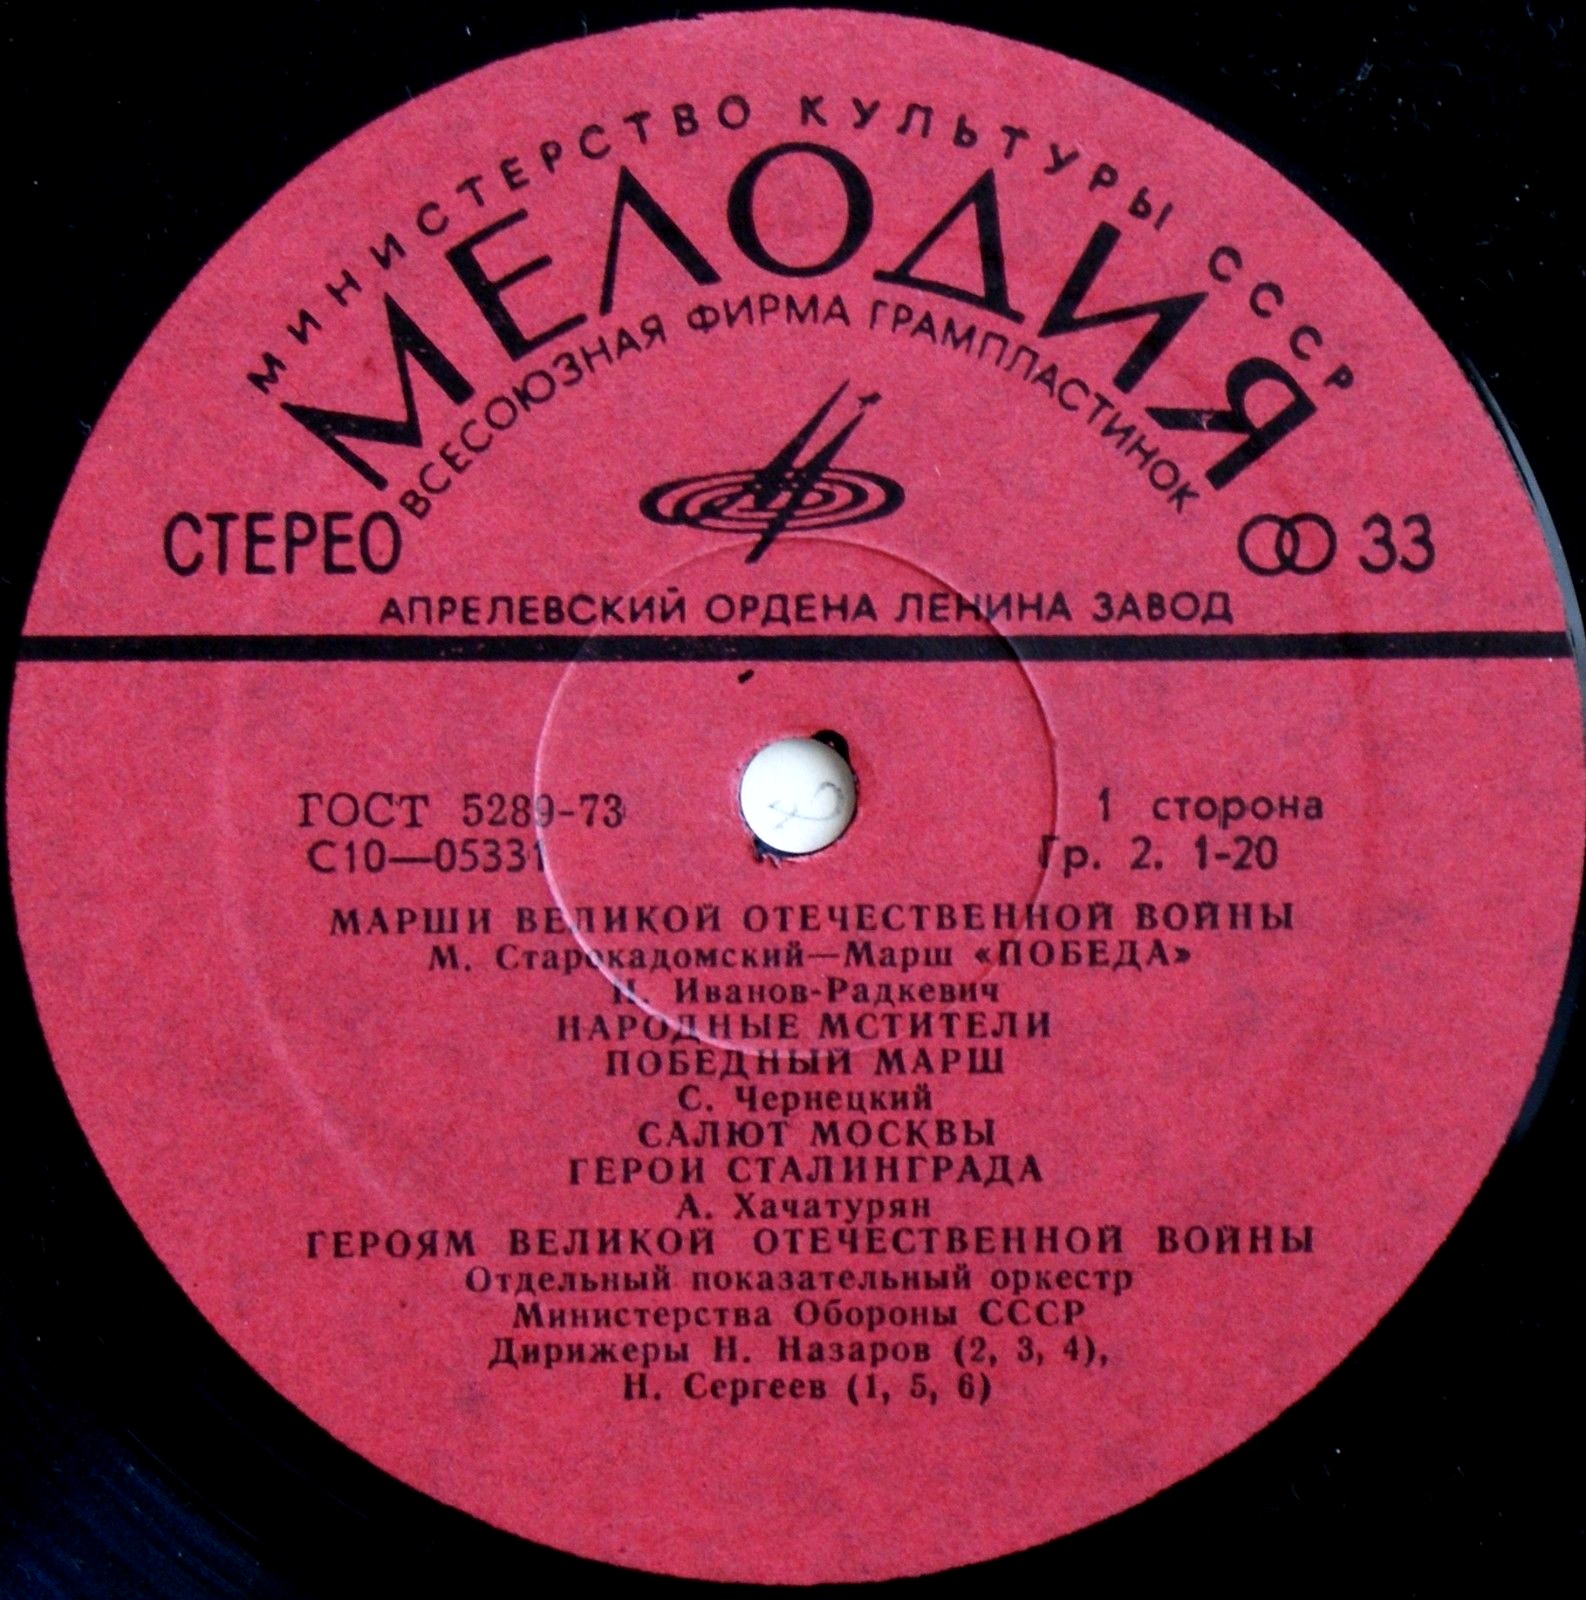 МИНИСТЕРСТВО КУЛЬТУРЫ СССР
МЕЛОДИЯ
ВСЕСОЮЗНАЯ ФИРМА ГРАМПЛАСТИНОК
СТЕРЕО
33
АПРЕЛЕВСКИЙ ОРДЕНА ЛЕНИНА ЗАВОД
ГОСТ 5289-73
1 сторона
С10—05331
Гр. 2. 1-20
МАРШИ ВЕЛИКОЙ ОТЕЧЕСТВЕННОЙ ВОЙНЫ
М. Старокадомский—Марш «ПОБЕДА»
Н. Иванов-Радкевич
НАРОДНЫЕ МСТИТЕЛИ
ПОБЕДНЫЙ МАРШ
С. Чернецкий
САЛЮТ МОСКВЫ
ГЕРОИ СТАЛИНГРАДА
А. Хачатурян
ГЕРОЯМ ВЕЛИКОЙ ОТЕЧЕСТВЕННОЙ ВОЙНЫ
Отдельный показательный оркестр
Министерства Обороны СССР
Дирижеры Н. Назаров (2, 3, 4),
Н. Сергеев (1, 5, 6)